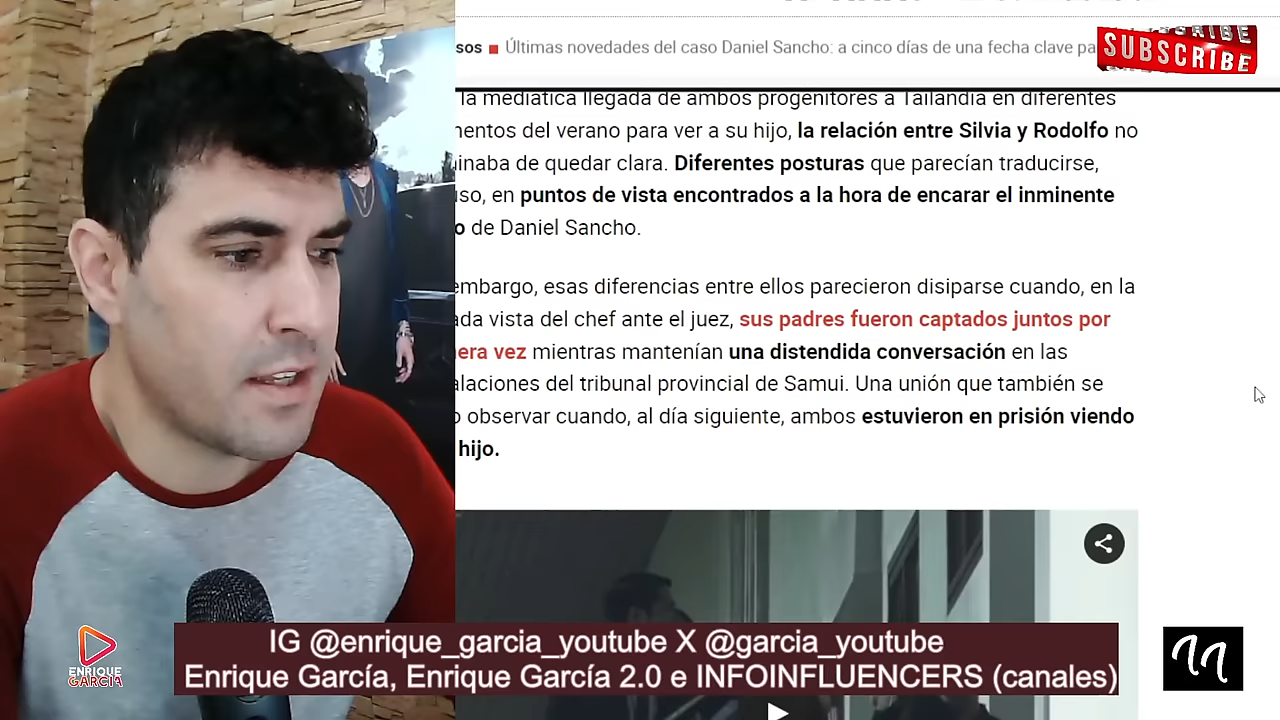 sos ■ Últimas novedades del caso Daniel Sancho: a cinco días de una fecha clave pa
SUBSCRIBE
la mediática llegada de ambos progenitores a Tailandia en diferentes
mentos del verano para ver a su hijo, la relación entre Silvia y Rodolfo no
inaba de quedar clara. Diferentes posturas que parecían traducirse,
uso, en puntos de vista encontrados a la hora de encarar el inminente
o de Daniel Sancho.
embargo, esas diferencias entre ellos parecieron disiparse cuando, en la
ada vista del chef ante el juez, sus padres fueron captados juntos por
era vez mientras mantenían una distendida conversación en las
alaciones del tribunal provincial de Samui. Una unión que también se
o observar cuando, al día siguiente, ambos estuvieron en prisión viendo
hijo.
IG @enrique_garcia_youtube X @garcia_youtube
Enrique García, Enrique García 2.0 e INFOINFLUENCERS (canales)
ENRIQUE
GARCÍA